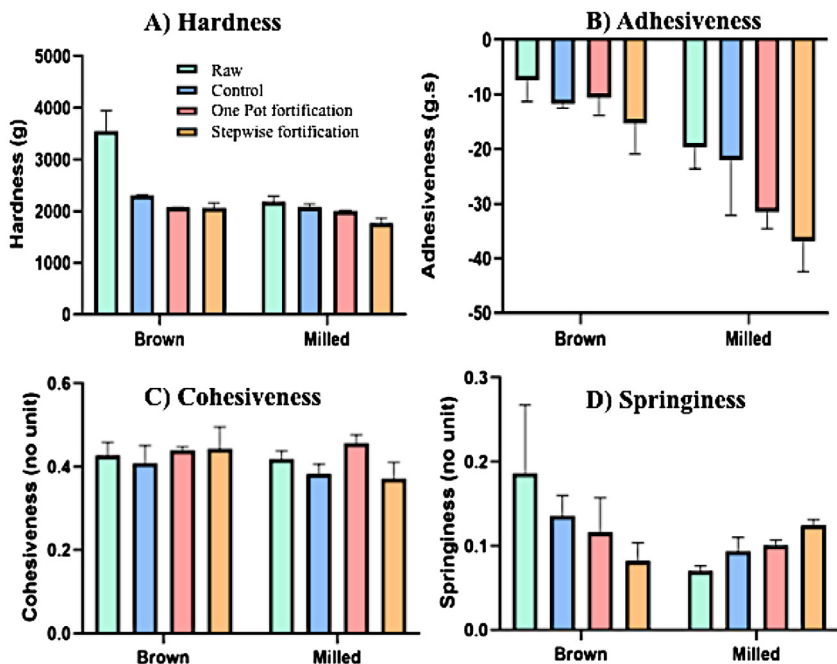 A) Hardness
Hardness (g)
5000
4000
3000
2000
1000
0
Raw
Control
One Pot fortification
Stepwise fortification
Brown
Milled
B) Adhesiveness
Adhesiveness (g.s)
0
-10
-20
-30
-40
-50
Brown
Milled
C) Cohesiveness
Cohesiveness (no unit)
0.6
0.4
0.2
0.0
Brown
Milled
D) Springiness
Springiness (no unit)
0.3
0.2
0.1
0.0
Brown
Milled